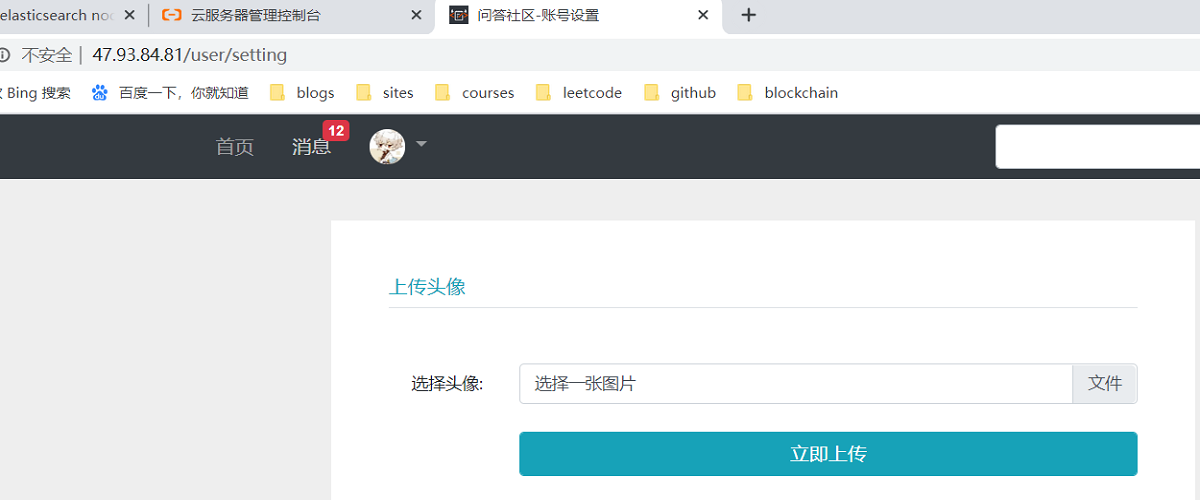 elasticsearch no
云服务器管理控制台
问答社区-账号设置
不安全 | 47.93.84.81/user/setting
Bing 搜索 百度一下，你就知道 blogs sites courses leetcode github blockchain
首页 消息 12
上传头像
选择头像: 选择一张图片 文件
立即上传